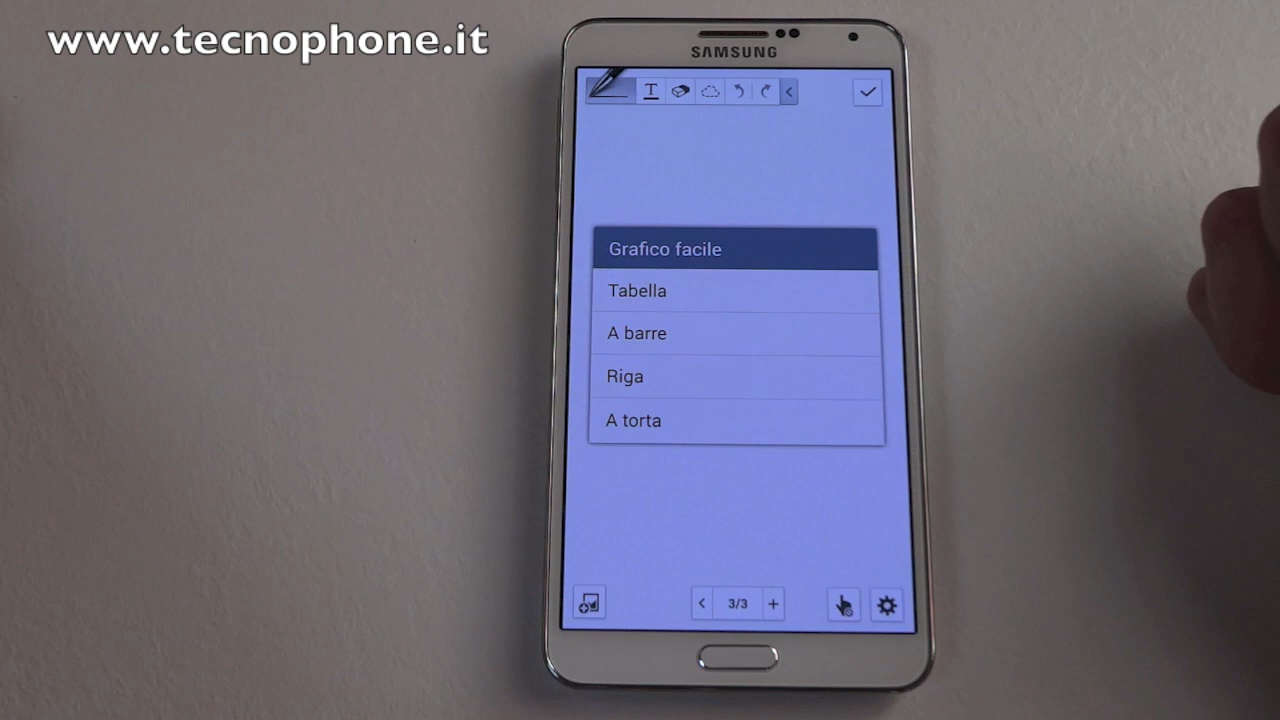 www.tecnophone.it
SAMSUNG
T
Grafico facile
Tabella
A barre
Riga
A torta
< 3/3 +